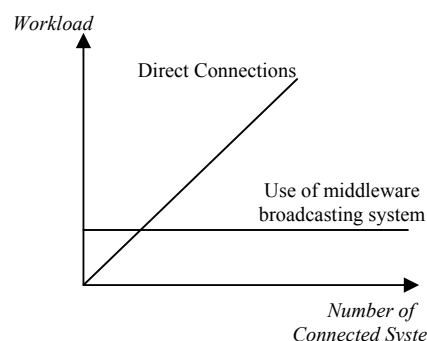 Workload
Direct Connections
Use of middleware
broadcasting system
Number of
Connected Syste